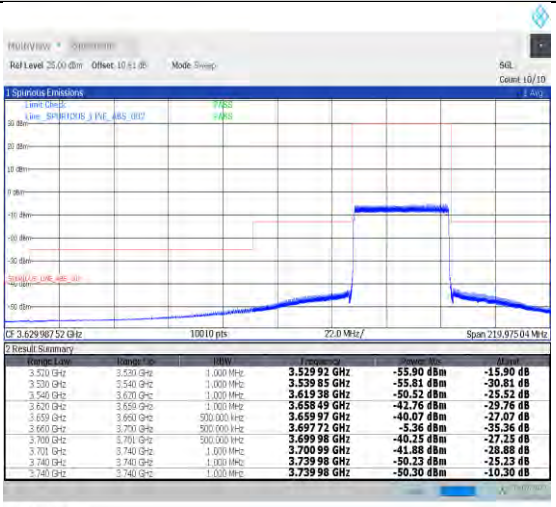 MultiView
Ref Level 25.00 dBm Offset 10.61 dB Mode Sweep SGL
Count 10/10
1 Spurious Emissions 1 Avg
Limit Check PASS
Line _SPURIOUS_LINE_ABS_002 PASS
30 dBm
20 dBm
10 dBm
0 dBm
-10 dBm
-20 dBm
-30 dBm
-40 dBm
-50 dBm
CF 3.629 987 52 GHz 10010 pts 22.0 MHz/ Span 219.975 04 MHz
2 Result Summary
Range Low Range Up RBW Frequency Power Abs ΔLimit
3.520 GHz 3.530 GHz 1.000 MHz 3.529 92 GHz -55.90 dBm -15.90 dB
3.530 GHz 3.540 GHz 1.000 MHz 3.539 85 GHz -55.81 dBm -30.81 dB
3.540 GHz 3.620 GHz 1.000 MHz 3.619 38 GHz -50.52 dBm -25.52 dB
3.620 GHz 3.659 GHz 1.000 MHz 3.658 49 GHz -42.76 dBm -29.76 dB
3.659 GHz 3.660 GHz 500.000 kHz 3.659 97 GHz -40.07 dBm -27.07 dB
3.660 GHz 3.700 GHz 1.000 MHz 3.697 72 GHz -5.36 dBm -35.36 dB
3.700 GHz 3.701 GHz 500.000 kHz 3.699 98 GHz -40.25 dBm -27.25 dB
3.701 GHz 3.740 GHz 1.000 MHz 3.700 99 GHz -41.88 dBm -28.88 dB
3.740 GHz 3.740 GHz 1.000 MHz 3.739 98 GHz -50.23 dBm -25.23 dB
3.740 GHz 3.740 GHz 1.000 MHz 3.739 98 GHz -50.30 dBm -10.30 dB